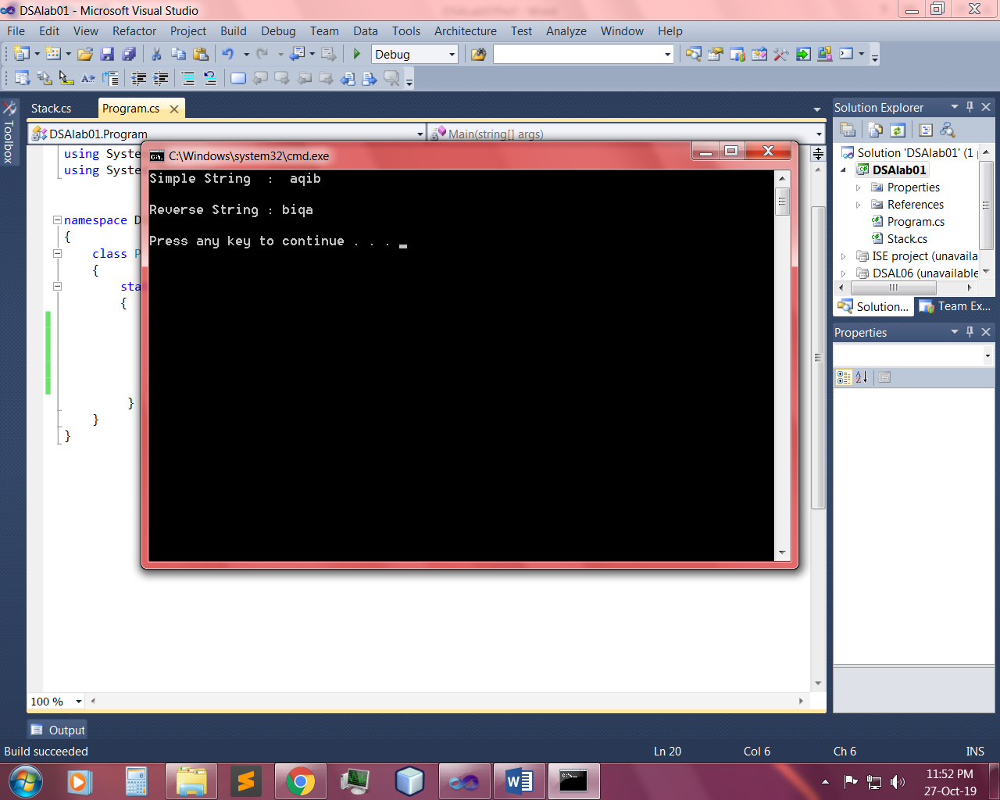 DSAlab01 - Microsoft Visual Studio
File Edit View Refactor Project Build Debug Team Data Tools Architecture Test Analyze Window Help
Debug
Toolbox
Stack.cs Program.cs
DSAlab01.Program
Main(string[] args)
using Syste
using Syste
namespace D
{
class P
{
sta
{
}
}
}
C:\Windows\system32\cmd.exe
Simple String  :  aqib
Reverse String : biqa
Press any key to continue . . .
Solution Explorer
Solution 'DSAlab01' (1
DSAlab01
Properties
References
Program.cs
Stack.cs
ISE project (unavaila
DSAL06 (unavailable
Solution... Team Ex...
Properties
100 %
Output
Build succeeded
Ln 20 Col 6 Ch 6 INS
11:52 PM
27-Oct-19